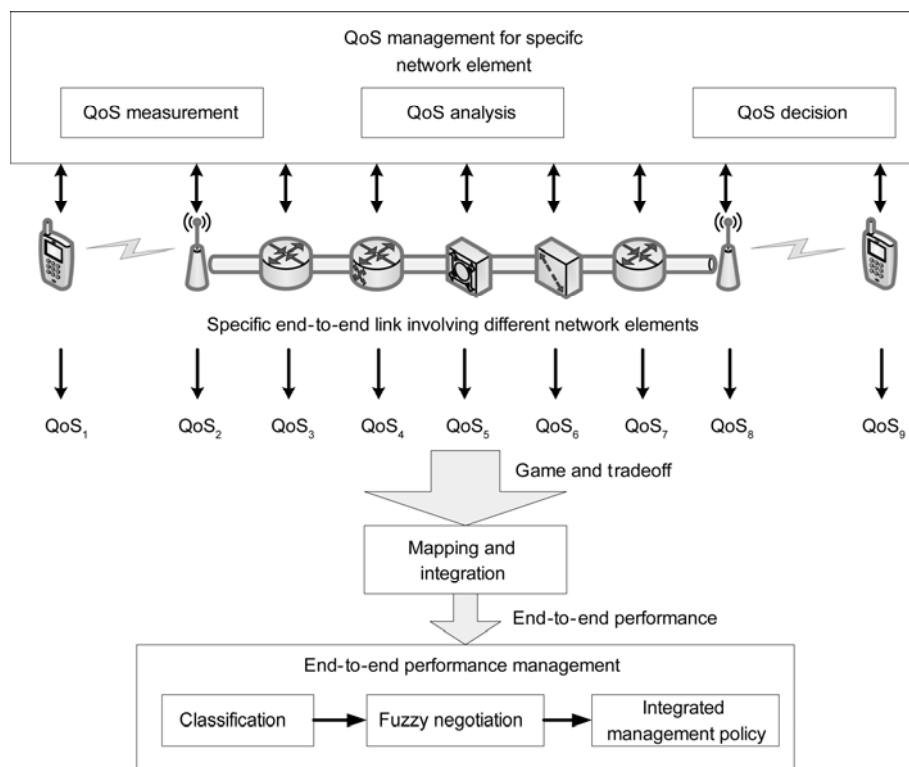 QoS management for specifc
network element
QoS measurement
QoS analysis
QoS decision
Specific end-to-end link involving different network elements
QoS₁
QoS₂
QoS₃
QoS₄
QoS₅
QoS₆
QoS₇
QoS₈
QoS₉
Game and tradeoff
Mapping and
integration
End-to-end performance
End-to-end performance management
Classification
Fuzzy negotiation
Integrated
management policy